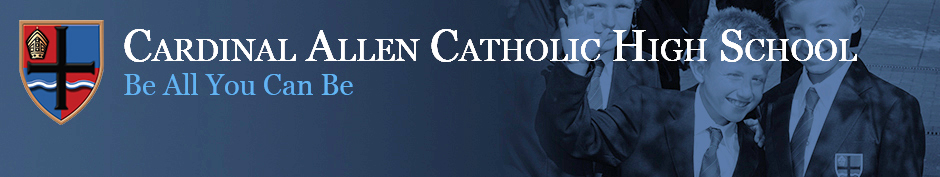 Cardinal Allen Catholic High School
Be All You Can Be